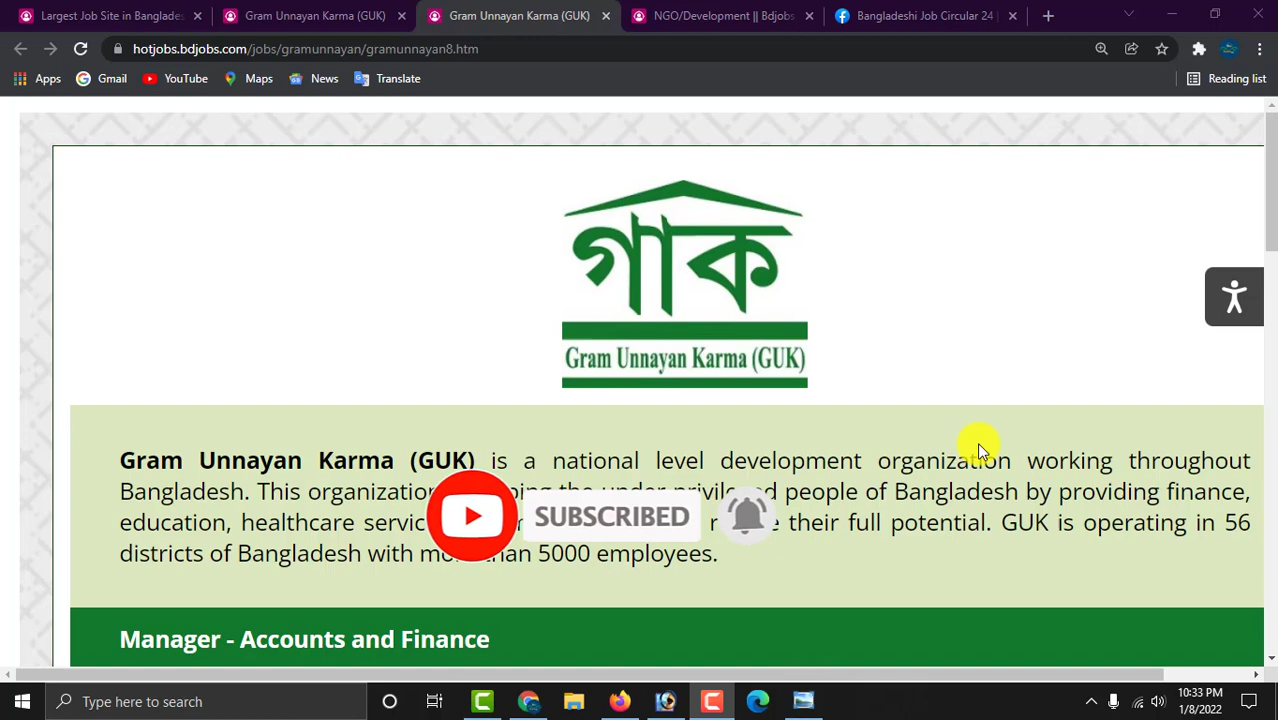 Largest Job Site in Banglades
Gram Unnayan Karma (GUK)
Gram Unnayan Karma (GUK)
NGO/Development || Bdjobs
Bangladeshi Job Circular 24 |
hotjobs.bdjobs.com/jobs/gramunnayan/gramunnayan8.htm
Apps
Gmail
YouTube
Maps
News
Translate
Reading list
গাক
Gram Unnayan Karma (GUK)
Gram Unnayan Karma (GUK) is a national level development organization working throughout
Bangladesh. This organization people of Bangladesh by providing finance,
education, healthcare their full potential. GUK is operating in 56
districts of Bangladesh with 5000 employees.
SUBSCRIBED
Manager - Accounts and Finance
Type here to search
10:33 PM
1/8/2022